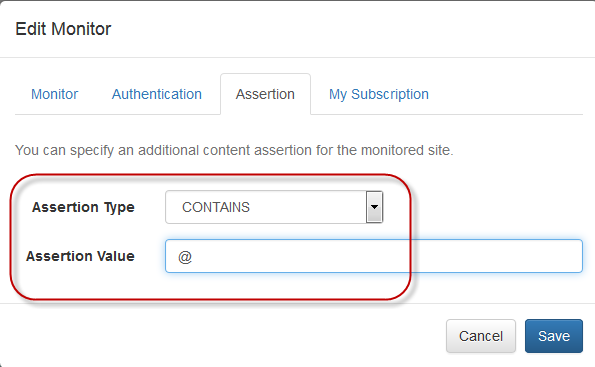 Edit Monitor
Monitor Authentication Assertion My Subscription
You can specify an additional content assertion for the monitored site.
Assertion Type CONTAINS
Assertion Value @
Cancel Save